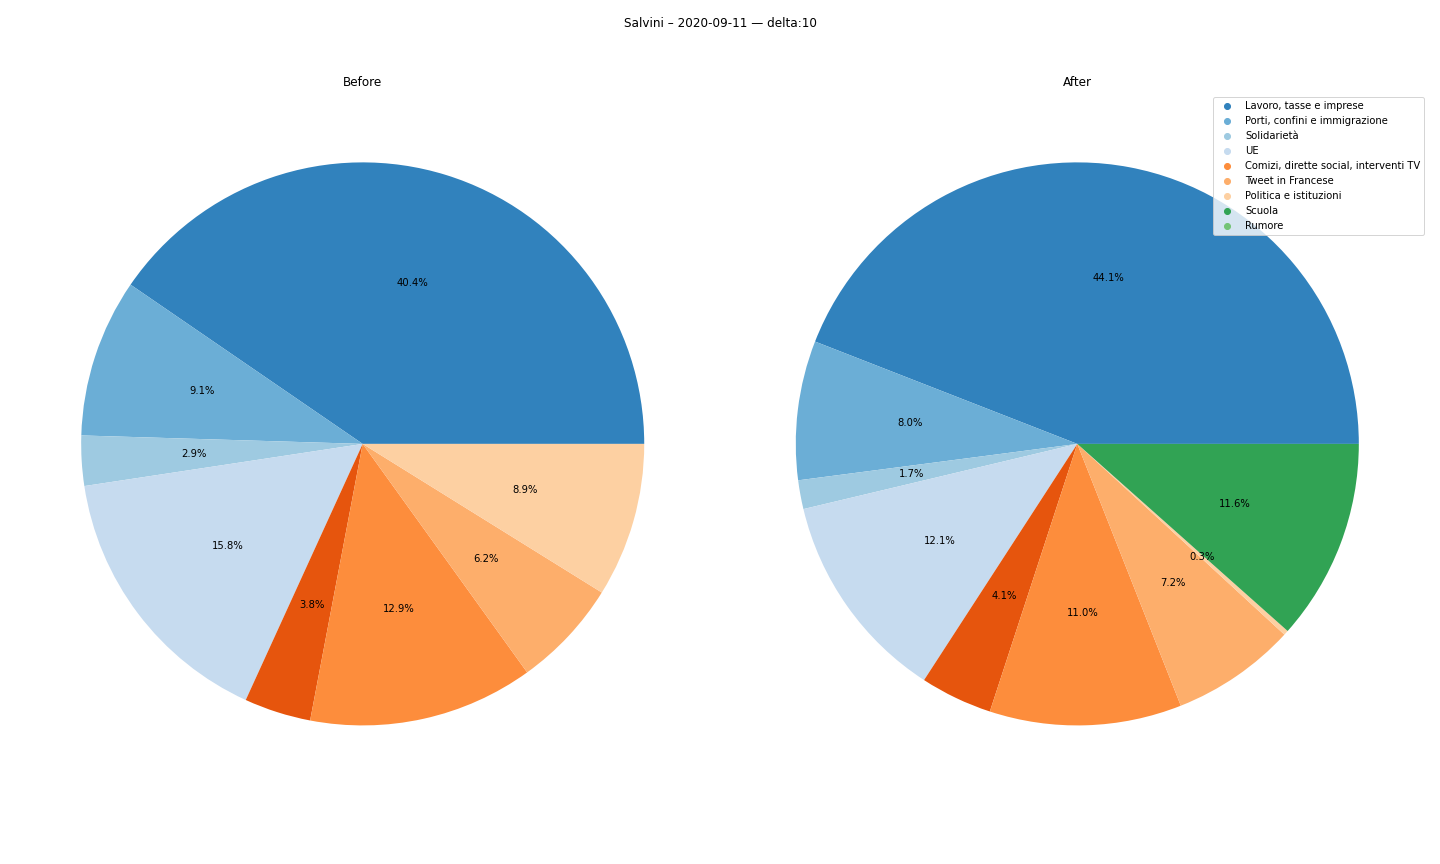 Salvini – 2020-09-11 — delta:10
Before
40.4%
9.1%
2.9%
15.8%
3.8%
12.9%
6.2%
8.9%
After
Lavoro, tasse e imprese
Porti, confini e immigrazione
Solidarietà
UE
Comizi, dirette social, interventi TV
Tweet in Francese
Politica e istituzioni
Scuola
Rumore
44.1%
8.0%
1.7%
12.1%
4.1%
11.0%
7.2%
0.3%
11.6%